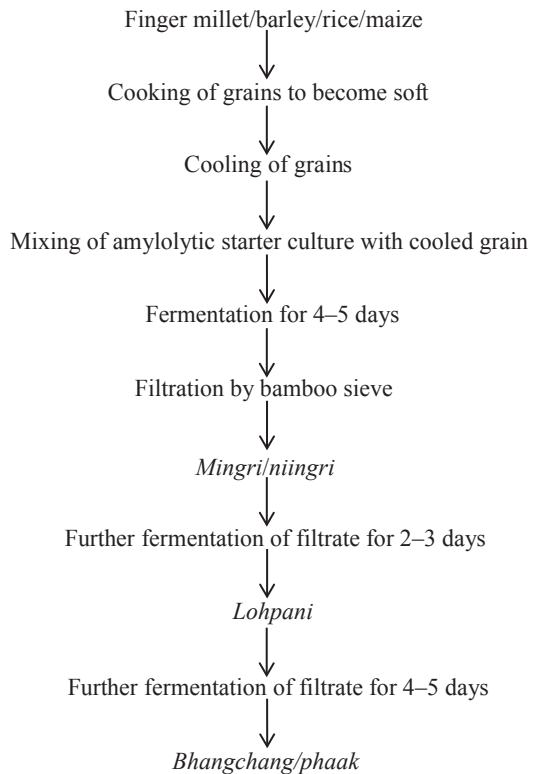 Finger millet/barley/rice/maize
Cooking of grains to become soft
Cooling of grains
Mixing of amylolytic starter culture with cooled grain
Fermentation for 4–5 days
Filtration by bamboo sieve
Mingri/niingri
Further fermentation of filtrate for 2–3 days
Lohpani
Further fermentation of filtrate for 4–5 days
Bhangchang/phaak